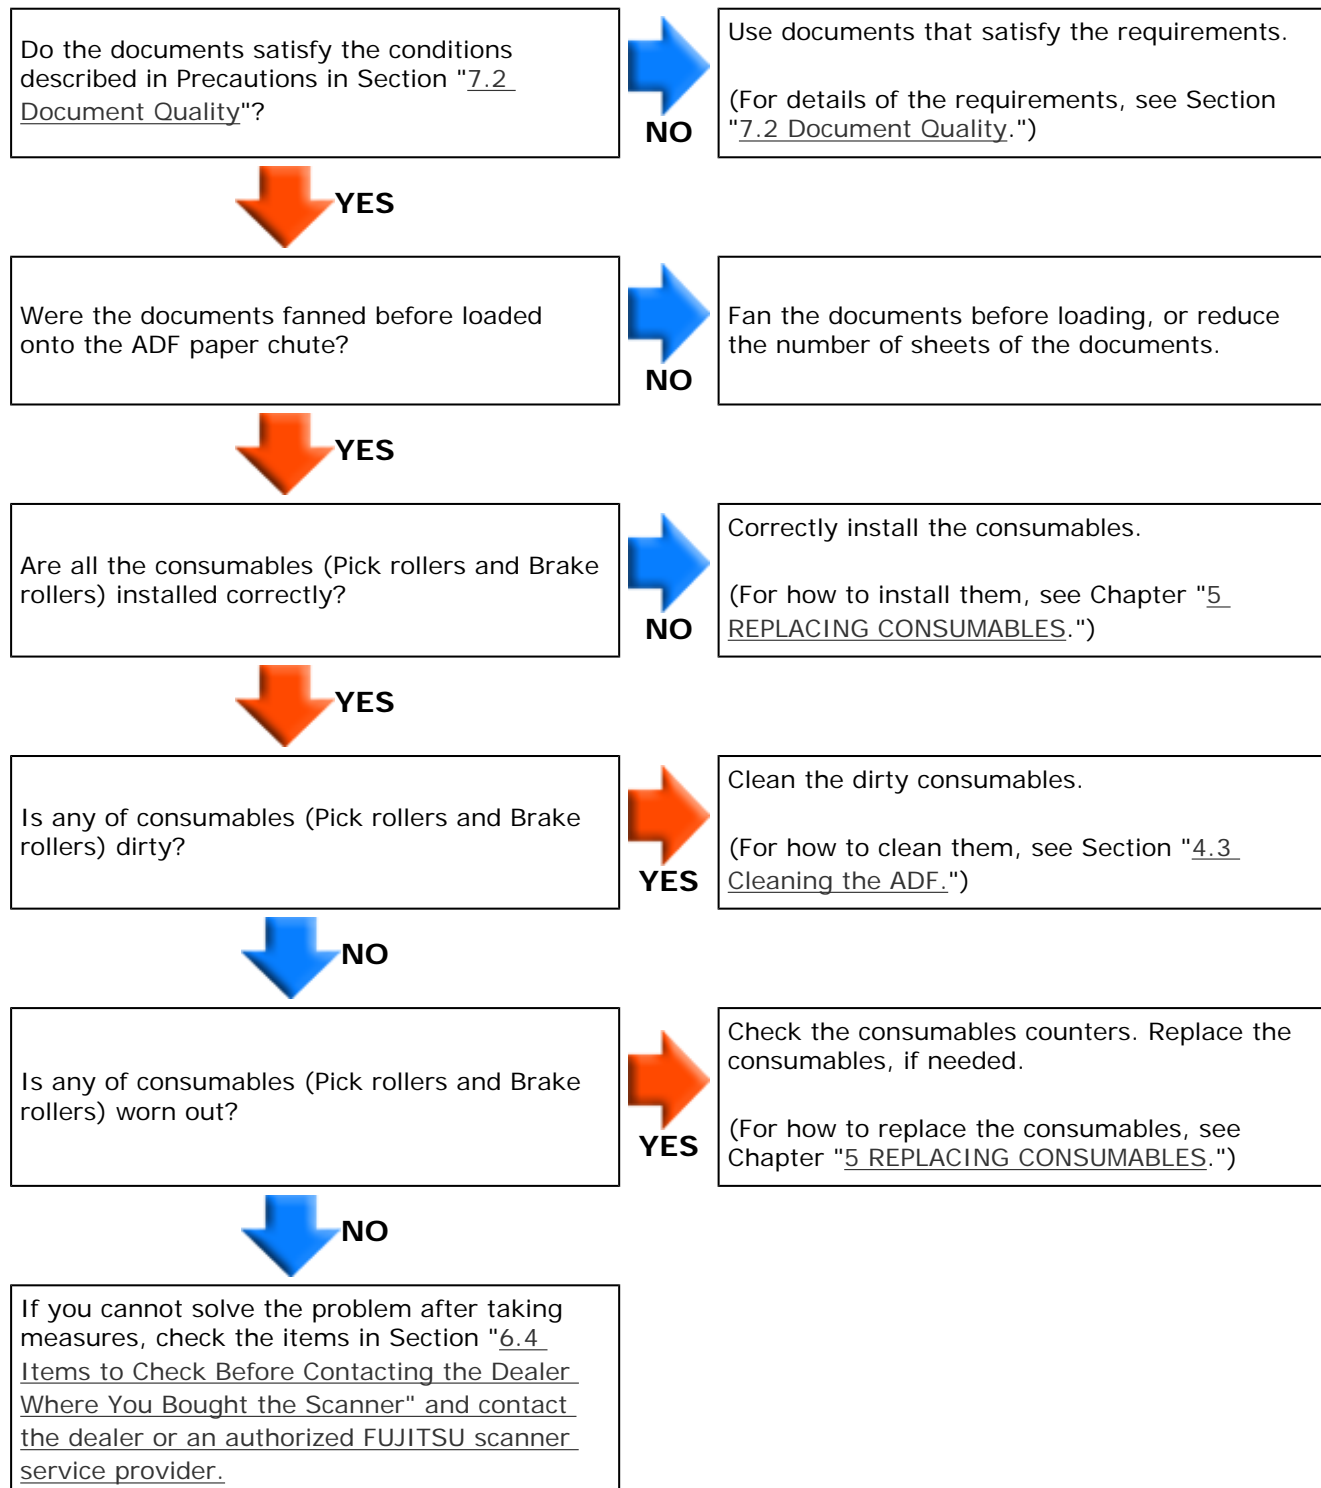 Do the documents satisfy the conditions
described in Precautions in Section "7.2
Document Quality"?
NO
Use documents that satisfy the requirements.
(For details of the requirements, see Section
"7.2 Document Quality.")
YES
Were the documents fanned before loaded
onto the ADF paper chute?
NO
Fan the documents before loading, or reduce
the number of sheets of the documents.
YES
Are all the consumables (Pick rollers and Brake
rollers) installed correctly?
NO
Correctly install the consumables.
(For how to install them, see Chapter "5
REPLACING CONSUMABLES.")
YES
Is any of consumables (Pick rollers and Brake
rollers) dirty?
YES
Clean the dirty consumables.
(For how to clean them, see Section "4.3
Cleaning the ADF.")
NO
Is any of consumables (Pick rollers and Brake
rollers) worn out?
YES
Check the consumables counters. Replace the
consumables, if needed.
(For how to replace the consumables, see
Chapter "5 REPLACING CONSUMABLES.")
NO
If you cannot solve the problem after taking
measures, check the items in Section "6.4
Items to Check Before Contacting the Dealer
Where You Bought the Scanner" and contact
the dealer or an authorized FUJITSU scanner
service provider.